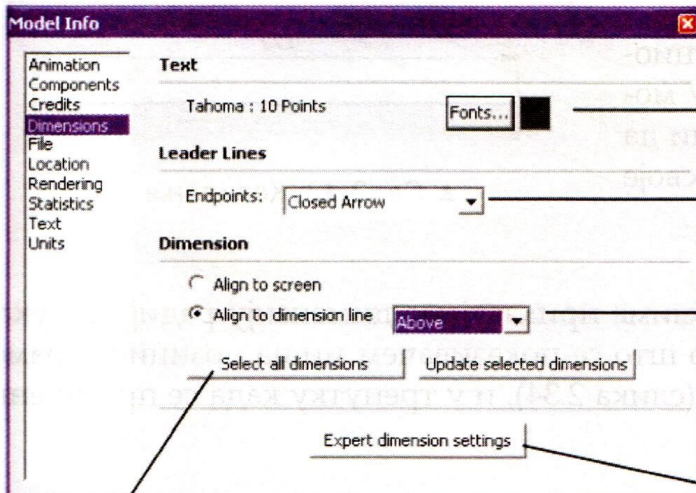 Model Info
Animation
Components
Credits
Dimensions
File
Location
Rendering
Statistics
Text
Units
Text
Tahoma : 10 Points
Fonts...
Leader Lines
Endpoints:
Closed Arrow
Dimension
Align to screen
Align to dimension line
Above
Select all dimensions
Update selected dimensions
Expert dimension settings